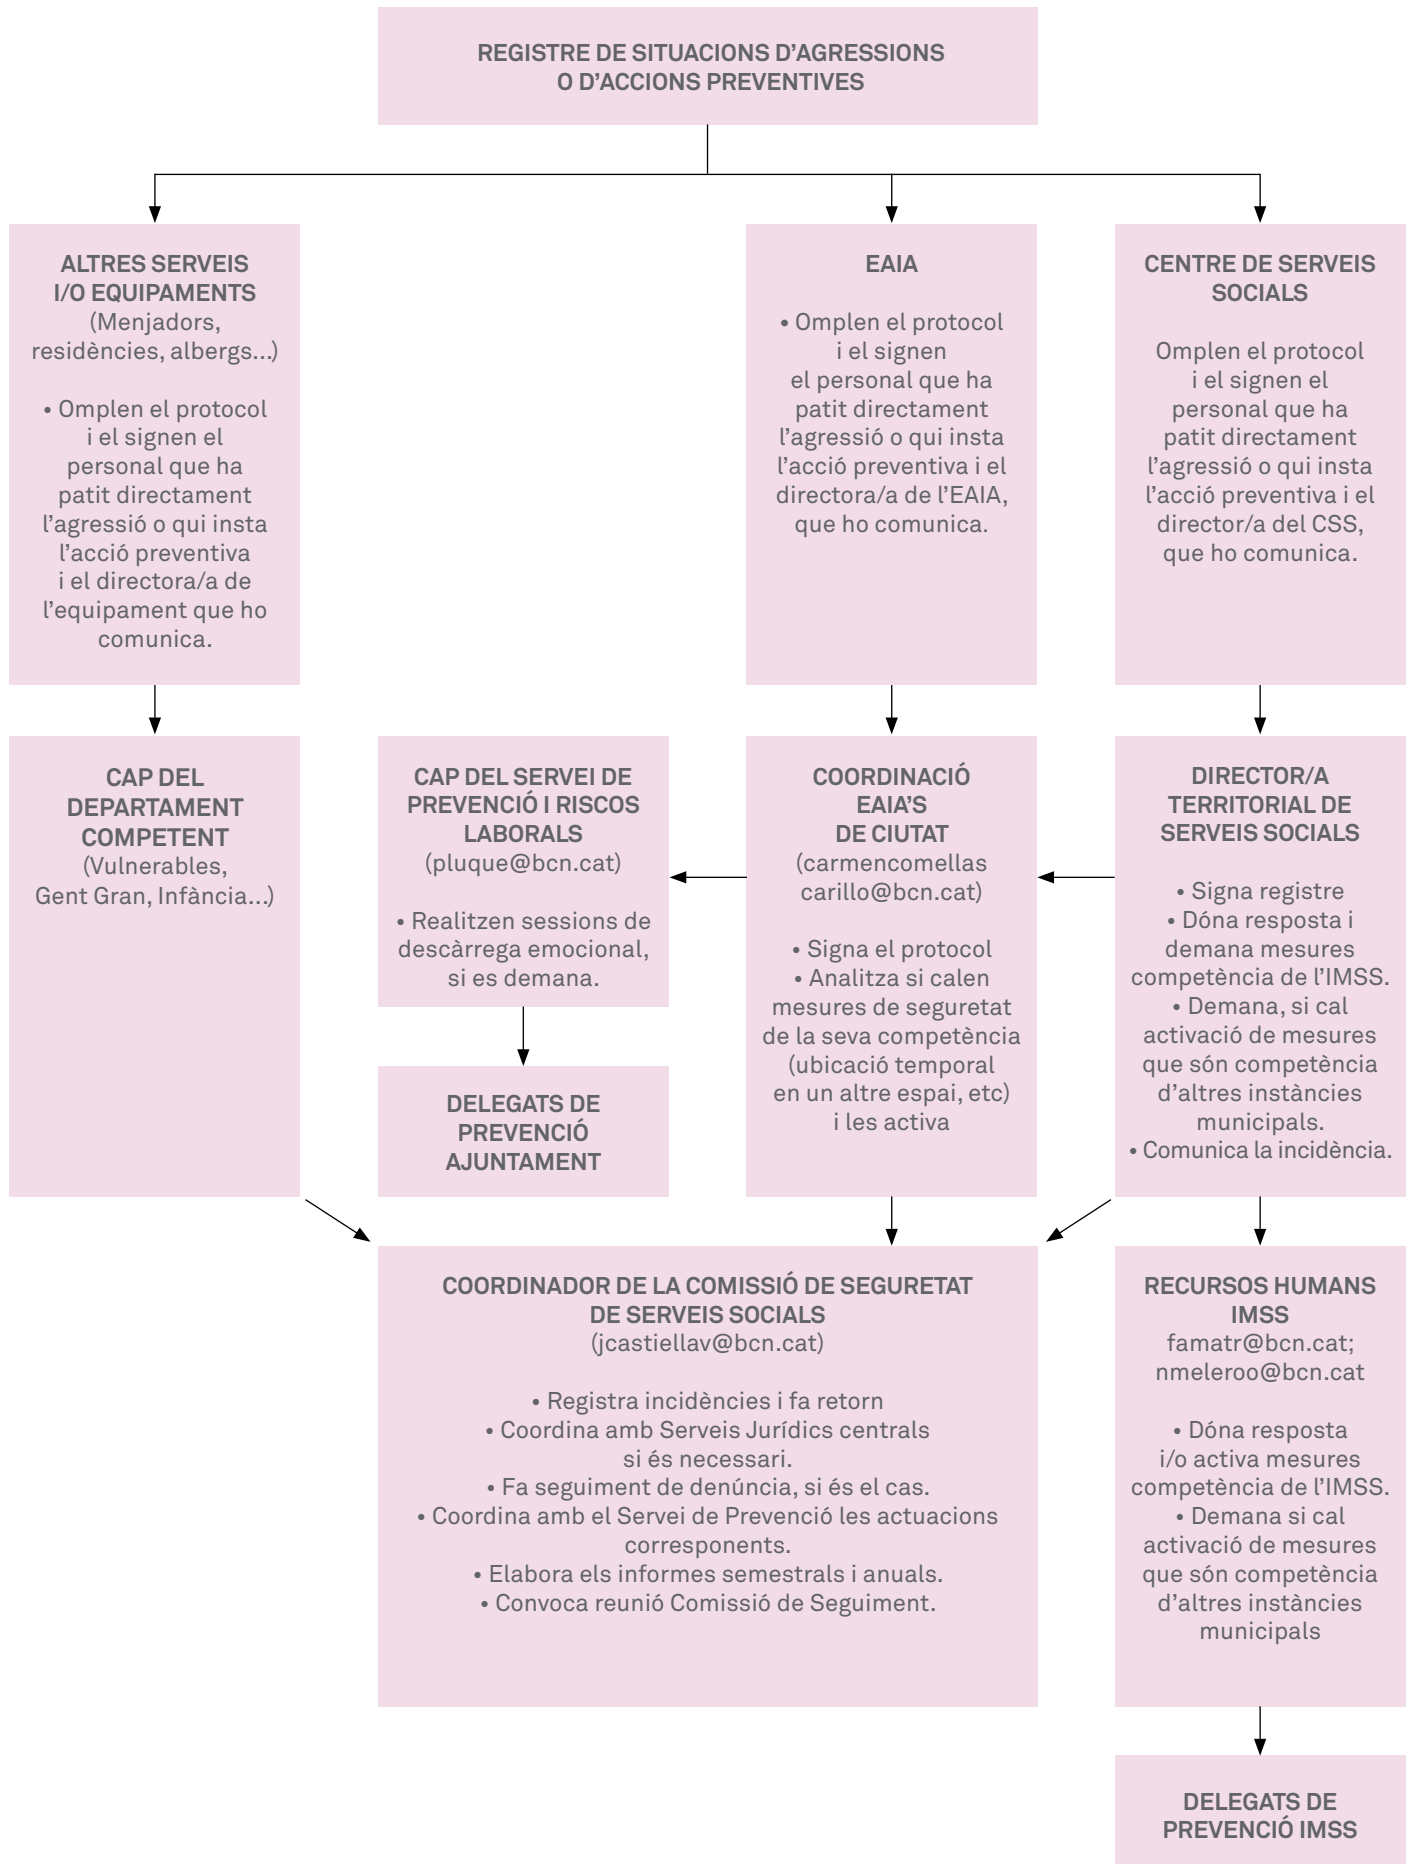 REGISTRE DE SITUACIONS D’AGRESSIONS
O D’ACCIONS PREVENTIVES
ALTRES SERVEIS
I/O EQUIPAMENTS
(Menjadors,
residències, albergs...)
• Omplen el protocol
i el signen el
personal que ha
patit directament
l’agressió o qui insta
l’acció preventiva
i el directora/a de
l’equipament que ho
comunica.
EAIA
• Omplen el protocol
i el signen
el personal que ha
patit directament
l’agressió o qui insta
l’acció preventiva i el
directora/a de l’EAIA,
que ho comunica.
CENTRE DE SERVEIS
SOCIALS
Omplen el protocol
i el signen el
personal que ha
patit directament
l’agressió o qui insta
l’acció preventiva i el
director/a del CSS,
que ho comunica.
CAP DEL
DEPARTAMENT
COMPETENT
(Vulnerables,
Gent Gran, Infància...)
CAP DEL SERVEI DE
PREVENCIÓ I RISCOS
LABORALS
(pluque@bcn.cat)
• Realitzen sessions de
descàrrega emocional,
si es demana.
DELEGATS DE
PREVENCIÓ
AJUNTAMENT
COORDINACIÓ
EAIA’S
DE CIUTAT
(carmencomellas
carillo@bcn.cat)
• Signa el protocol
• Analitza si calen
mesures de seguretat
de la seva competència
(ubicació temporal
en un altre espai, etc)
i les activa
DIRECTOR/A
TERRITORIAL DE
SERVEIS SOCIALS
• Signa registre
• Dóna resposta i
demana mesures
competència de l’IMSS.
• Demana, si cal
activació de mesures
que són competència
d’altres instàncies
municipals.
• Comunica la incidència.
COORDINADOR DE LA COMISSIÓ DE SEGURETAT
DE SERVEIS SOCIALS
(jcastiellav@bcn.cat)
• Registra incidències i fa retorn
• Coordina amb Serveis Jurídics centrals
si és necessari.
• Fa seguiment de denúncia, si és el cas.
• Coordina amb el Servei de Prevenció les actuacions
corresponents.
• Elabora els informes semestrals i anuals.
• Convoca reunió Comissió de Seguiment.
RECURSOS HUMANS
IMSS
famatr@bcn.cat;
nmeleroo@bcn.cat
• Dóna resposta
i/o activa mesures
competència de l’IMSS.
• Demana si cal
activació de mesures
que són competència
d’altres instàncies
municipals
DELEGATS DE
PREVENCIÓ IMSS